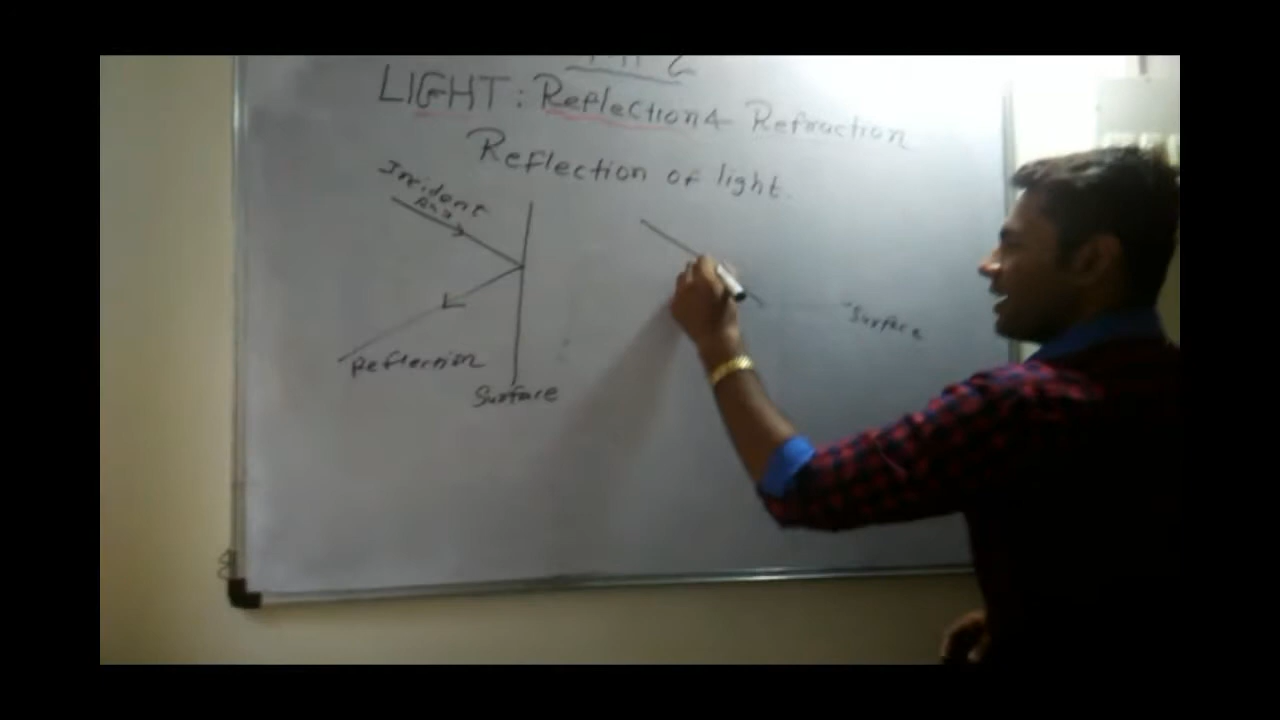 LIGHT: Reflection & Refraction
Reflection of light.
Incident
Ray
Reflection
Surface
Surface